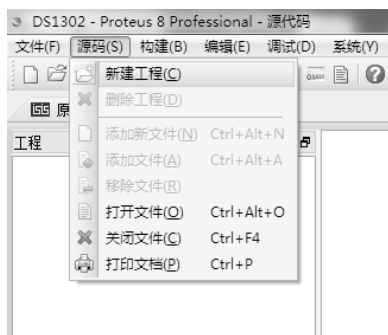 DS1302 - Proteus 8 Professional - 源代码
文件(F) 源码(S) 构建(B) 编辑(E) 调试(D) 系统(Y)
新建工程(C)
删除工程(D)
原
添加新文件(N) Ctrl+Alt+N
工程
添加文件(A) Ctrl+Alt+A
移除文件(R)
打开文件(O) Ctrl+Alt+O
关闭文件(C) Ctrl+F4
打印文档(P) Ctrl+P